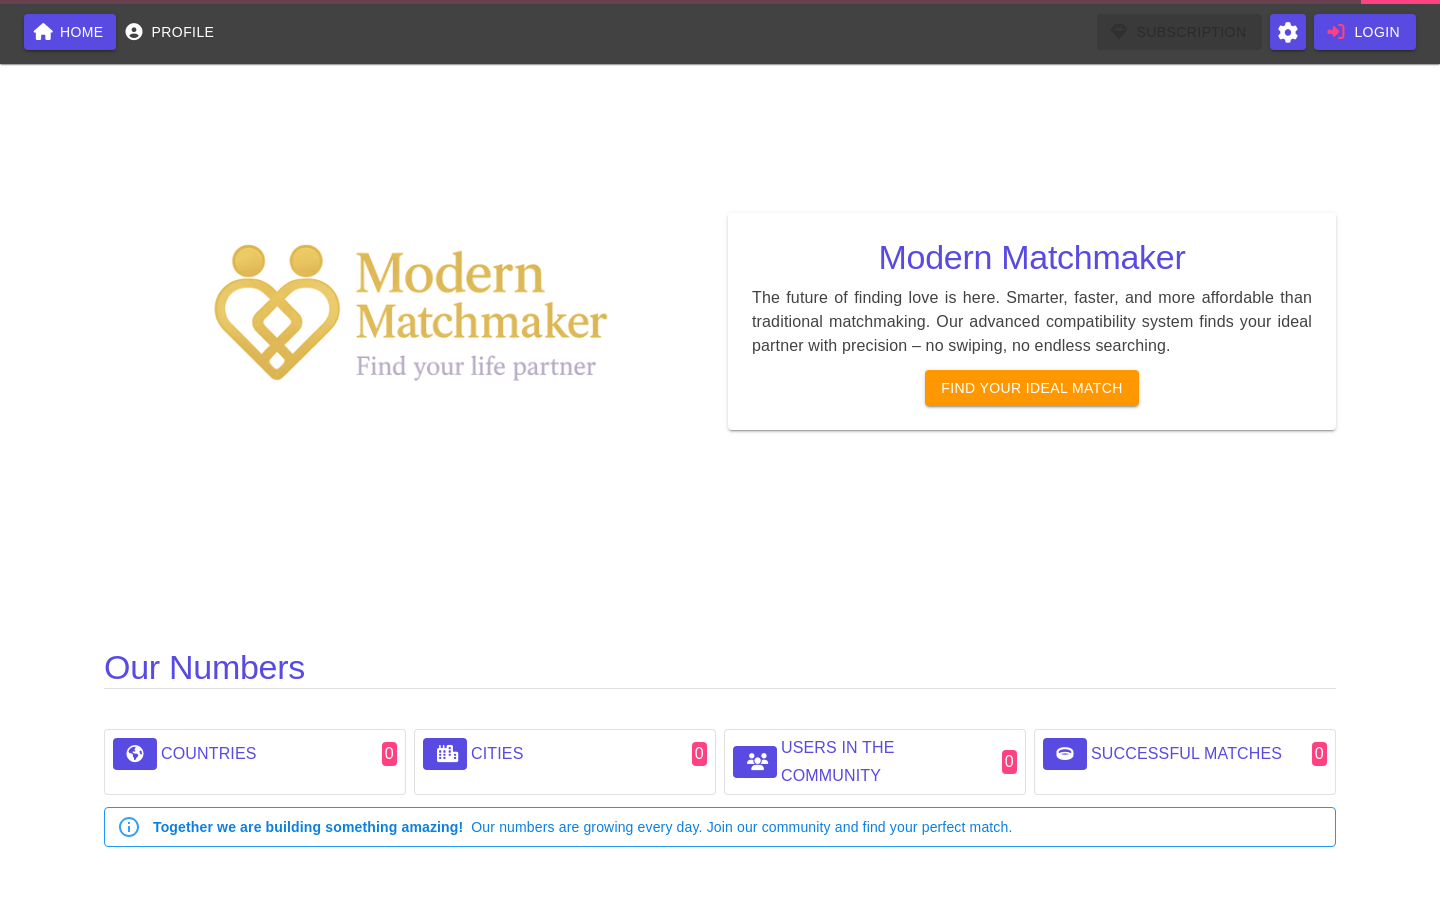 HOME
PROFILE
SUBSCRIPTION
LOGIN
Modern
Matchmaker
Find your life partner
Modern Matchmaker
The future of finding love is here. Smarter, faster, and more affordable than
traditional matchmaking. Our advanced compatibility system finds your ideal
partner with precision – no swiping, no endless searching.
FIND YOUR IDEAL MATCH
Our Numbers
COUNTRIES 0
CITIES 0
USERS IN THE
COMMUNITY 0
SUCCESSFUL MATCHES 0
Together we are building something amazing! Our numbers are growing every day. Join our community and find your perfect match.